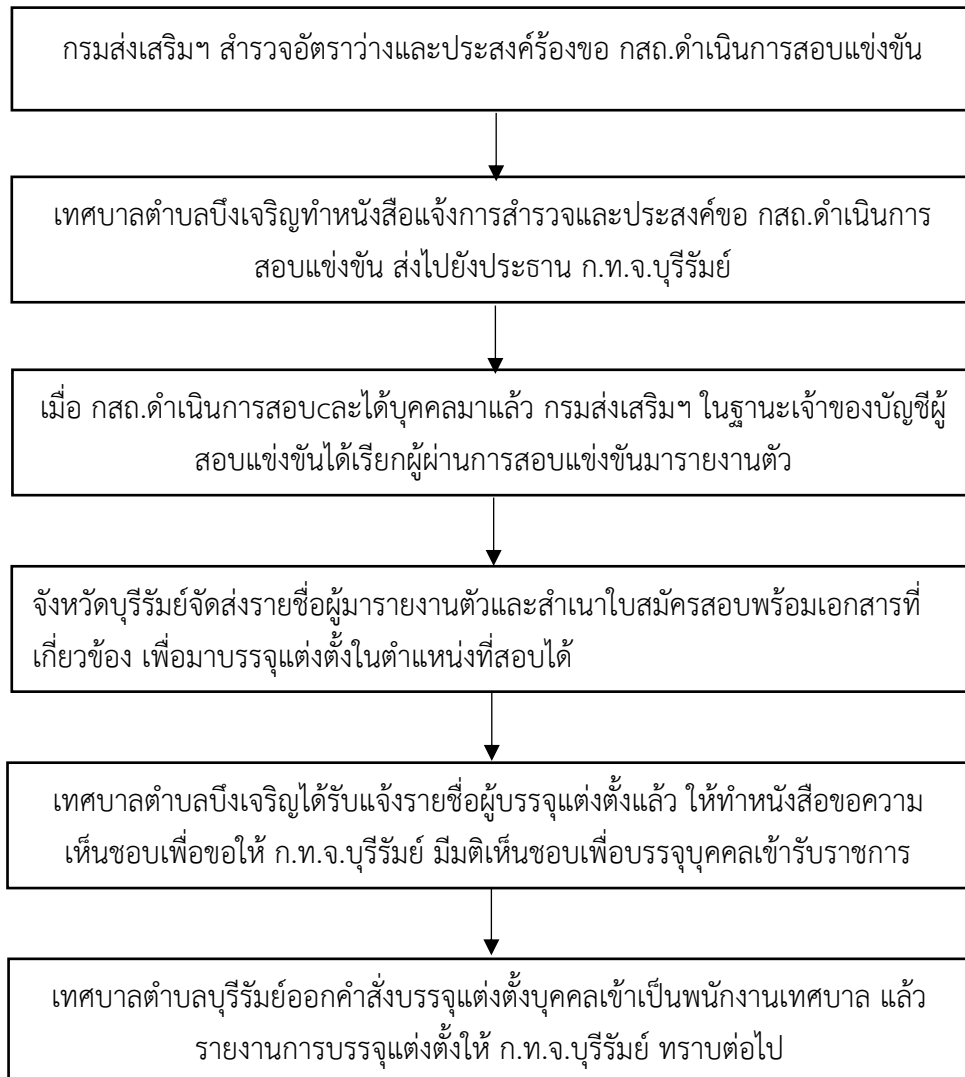 กรมส่งเสริมฯ สำรวจอัตราว่างและประสงค์ร้องขอ กสถ.ดำเนินการสอบแข่งขัน
เทศบาลตำบลบึงเจริญทำหนังสือแจ้งการสำรวจและประสงค์ขอ กสถ.ดำเนินการ
สอบแข่งขัน ส่งไปยังประธาน ก.ท.จ.บุรีรัมย์
เมื่อ กสถ.ดำเนินการสอบcละได้บุคคลมาแล้ว กรมส่งเสริมฯ ในฐานะเจ้าของบัญชีผู้
สอบแข่งขันได้เรียกผู้ผ่านการสอบแข่งขันมารายงานตัว
จังหวัดบุรีรัมย์จัดส่งรายชื่อผู้มารายงานตัวและสำเนาใบสมัครสอบพร้อมเอกสารที่
เกี่ยวข้อง เพื่อมาบรรจุแต่งตั้งในตำแหน่งที่สอบได้
เทศบาลตำบลบึงเจริญได้รับแจ้งรายชื่อผู้บรรจุแต่งตั้งแล้ว ให้ทำหนังสือขอความ
เห็นชอบเพื่อขอให้ ก.ท.จ.บุรีรัมย์ มีมติเห็นชอบเพื่อบรรจุบุคคลเข้ารับราชการ
เทศบาลตำบลบุรีรัมย์ออกคำสั่งบรรจุแต่งตั้งบุคคลเข้าเป็นพนักงานเทศบาล แล้ว
รายงานการบรรจุแต่งตั้งให้ ก.ท.จ.บุรีรัมย์ ทราบต่อไป